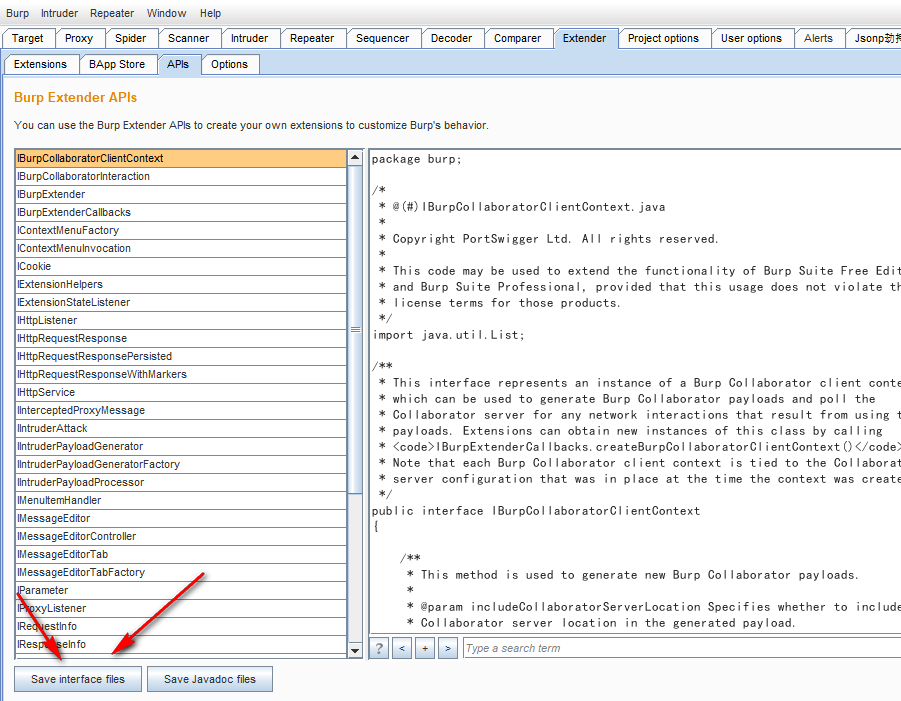 Burp Intruder Repeater Window Help
Target Proxy Spider Scanner Intruder Repeater Sequencer Decoder Comparer Extender Project options User options Alerts Jsonp劫持
Extensions BApp Store APIs Options
Burp Extender APIs
You can use the Burp Extender APIs to create your own extensions to customize Burp's behavior.
IBurpCollaboratorClientContext
IBurpCollaboratorInteraction
IBurpExtender
IBurpExtenderCallbacks
IContextMenuFactory
IContextMenuInvocation
ICookie
IExtensionHelpers
IExtensionStateListener
IHttpListener
IHttpRequestResponse
IHttpRequestResponsePersisted
IHttpRequestResponseWithMarkers
IHttpService
IInterceptedProxyMessage
IIntruderAttack
IIntruderPayloadGenerator
IIntruderPayloadGeneratorFactory
IIntruderPayloadProcessor
IMenuItemHandler
IMessageEditor
IMessageEditorController
IMessageEditorTab
IMessageEditorTabFactory
IParameter
IProxyListener
IRequestInfo
IResponseInfo
package burp;
/*
* @(#)IBurpCollaboratorClientContext.java
*
* Copyright PortSwigger Ltd. All rights reserved.
*
* This code may be used to extend the functionality of Burp Suite Free Edit
* and Burp Suite Professional, provided that this usage does not violate th
* license terms for those products.
*/
import java.util.List;
/**
* This interface represents an instance of a Burp Collaborator client conte
* which can be used to generate Burp Collaborator payloads and poll the
* Collaborator server for any network interactions that result from using t
* payloads. Extensions can obtain new instances of this class by calling
* <code>IBurpExtenderCallbacks.createBurpCollaboratorClientContext()</code>
* Note that each Burp Collaborator client context is tied to the Collaborat
* server configuration that was in place at the time the context was create
*/
public interface IBurpCollaboratorClientContext
{
/**
* This method is used to generate new Burp Collaborator payloads.
*
* @param includeCollaboratorServerLocation Specifies whether to include
* Collaborator server location in the generated payload.
? < + > Type a search term
Save interface files Save Javadoc files